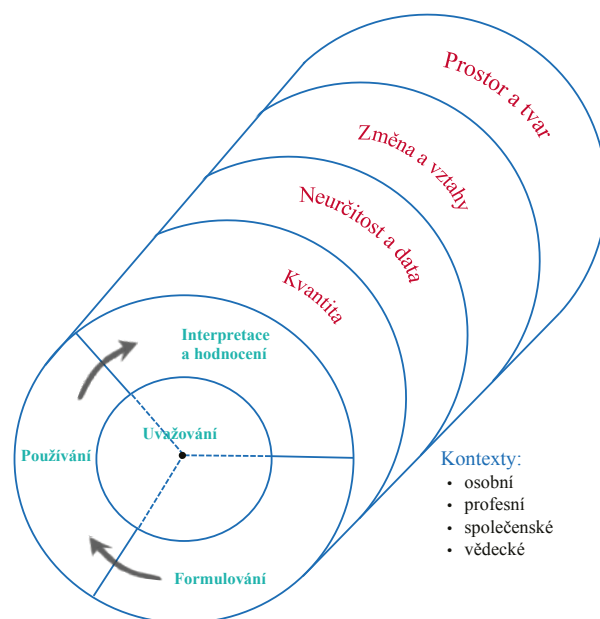 Prostor a tvar
Změna a vztahy
Neurčitost a data
Kvantita
Interpretace
a hodnocení
Uvažování
Používání
Formulování
Kontexty:
• osobní
• profesní
• společenské
• vědecké